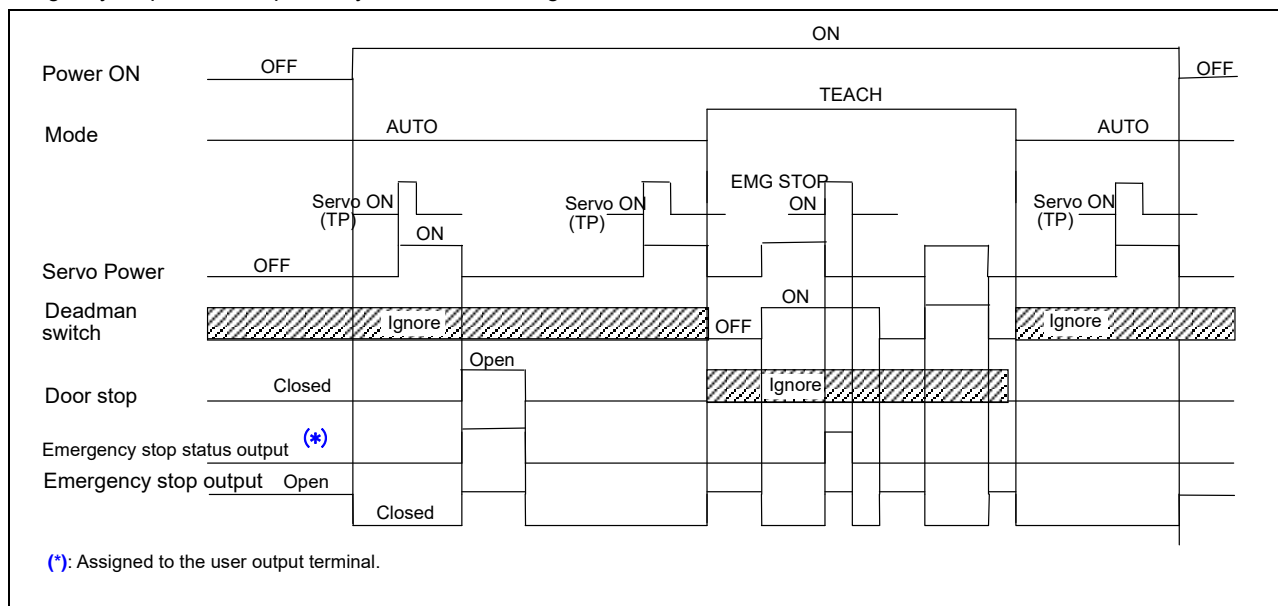 ON
Power ON OFF OFF
TEACH
Mode AUTO AUTO
EMG STOP
Servo ON (TP) Servo ON (TP) ON Servo ON (TP)
ON
Servo Power OFF
Deadman switch Ignore OFF ON Ignore
Open
Door stop Closed Ignore
Emergency stop status output (*)
Emergency stop output Open
Closed
(*): Assigned to the user output terminal.